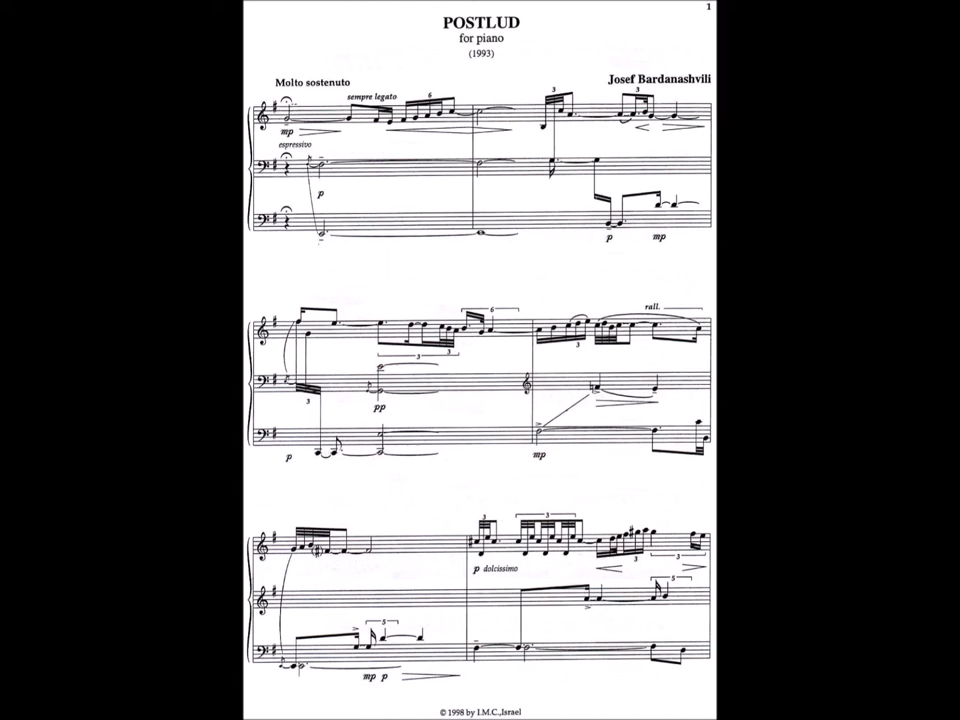 1
POSTLUD
for piano
(1993)
Molto sostenuto
Josef Bardanashvili
sempre legato
6
3
3
mp
espressivo
p
p
mp
6
rall.
3
3
3
3
pp
p
mp
3
3
p dolcissimo
3
3
5
5
mp p
© 1998 by I.M.C.,Israel